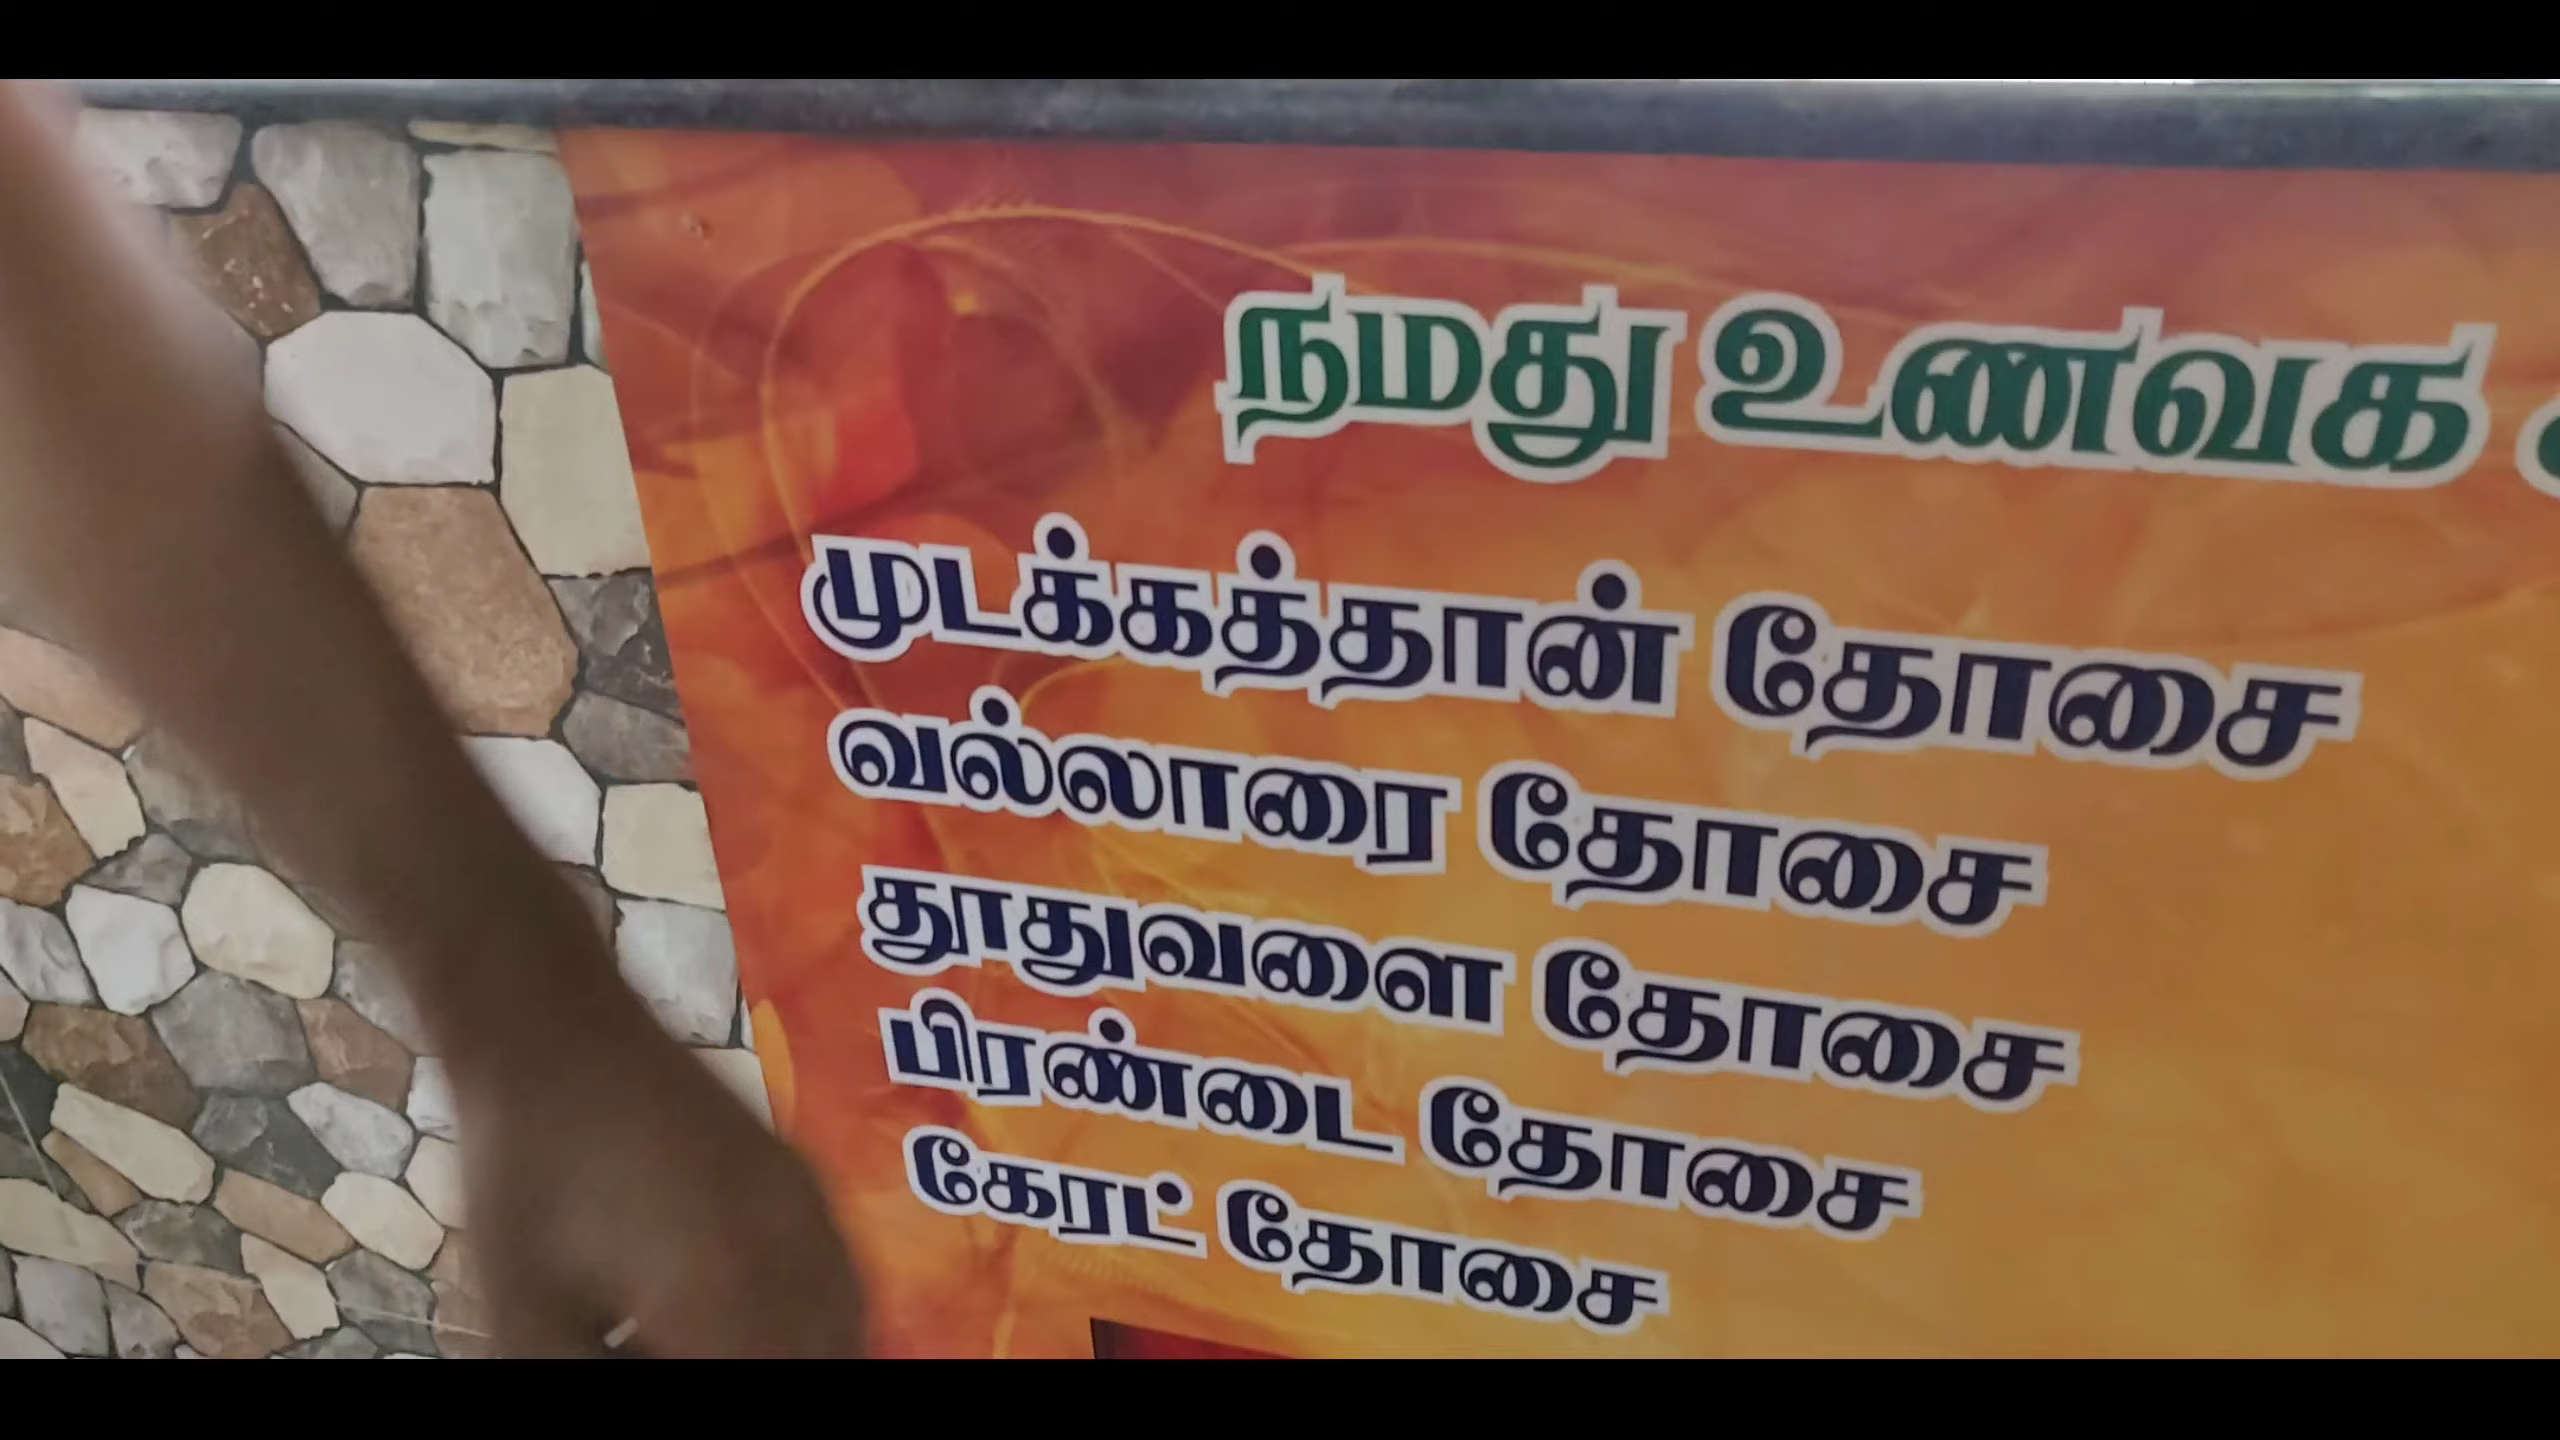 நமது உணவக
முடக்கத்தான் தோசை
வல்லாரை தோசை
தூதுவளை தோசை
பிரண்டை தோசை
கேரட் தோசை